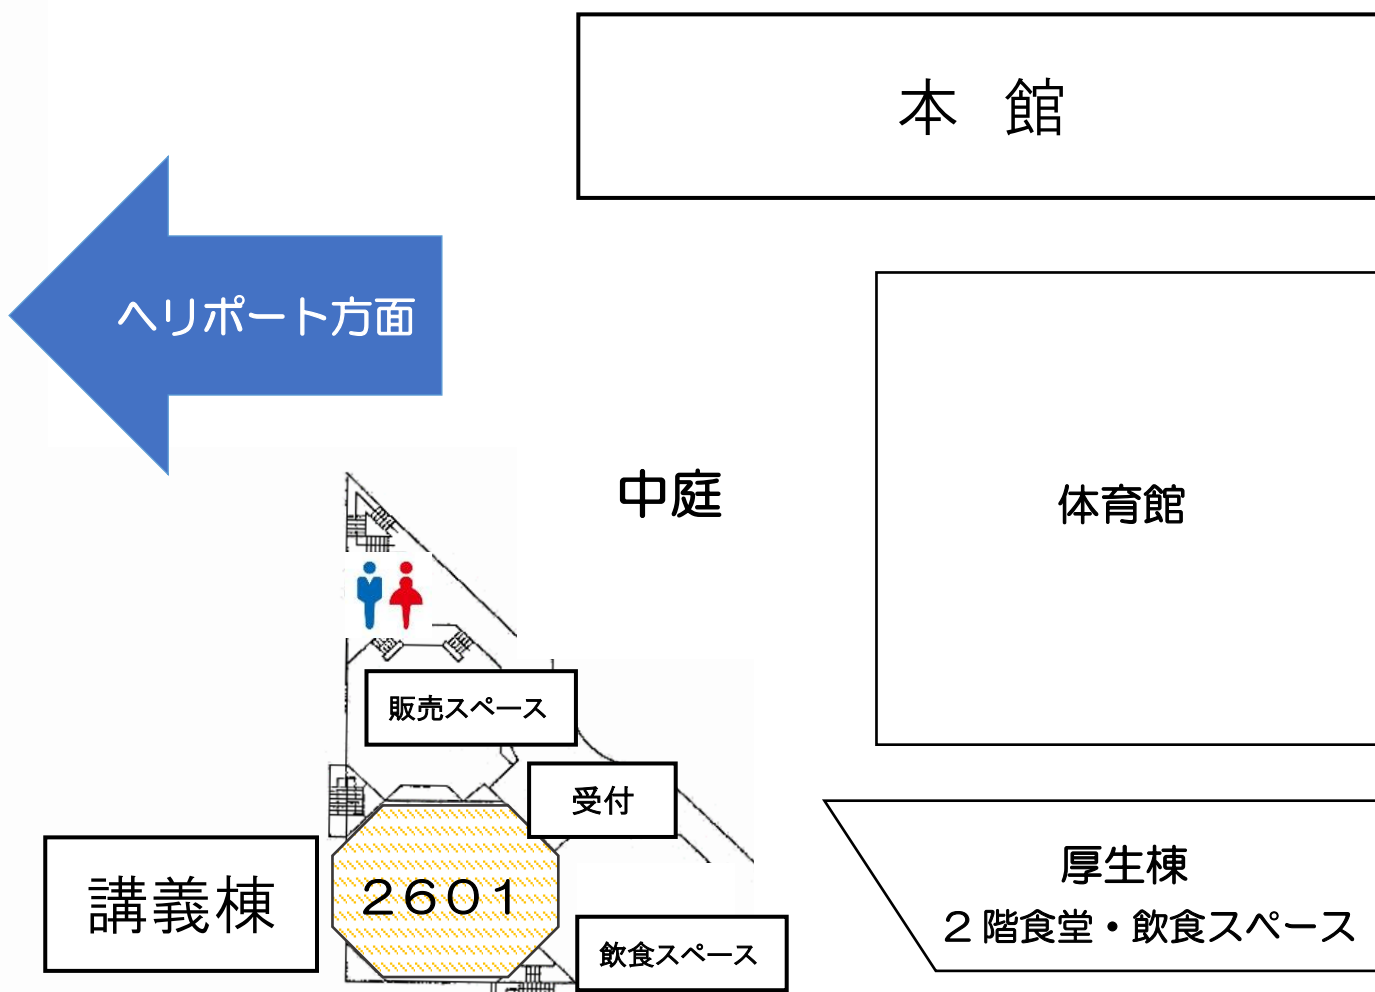 本 館
ヘリポート方面
中庭
体育館
販売スペース
受付
講義棟
２６０１
厚生棟
２階食堂・飲食スペース
飲食スペース